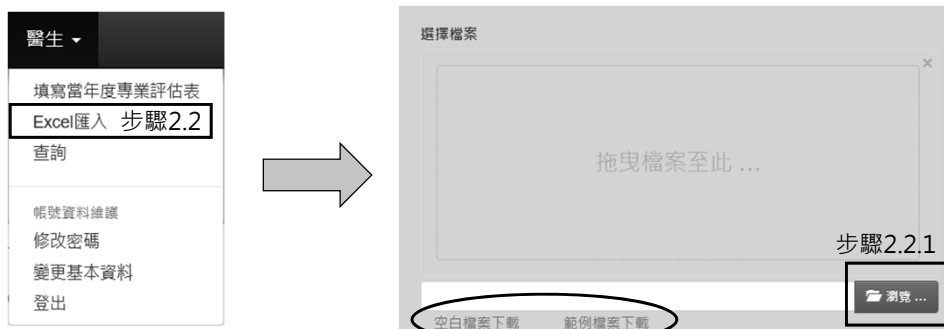 醫生
填寫當年度專業評估表
Excel匯入 步驟2.2
查詢
帳號資料維護
修改密碼
變更基本資料
登出
選擇檔案
×
拖曳檔案至此 ...
步驟2.2.1
瀏覽 ...
空白檔案下載 範例檔案下載